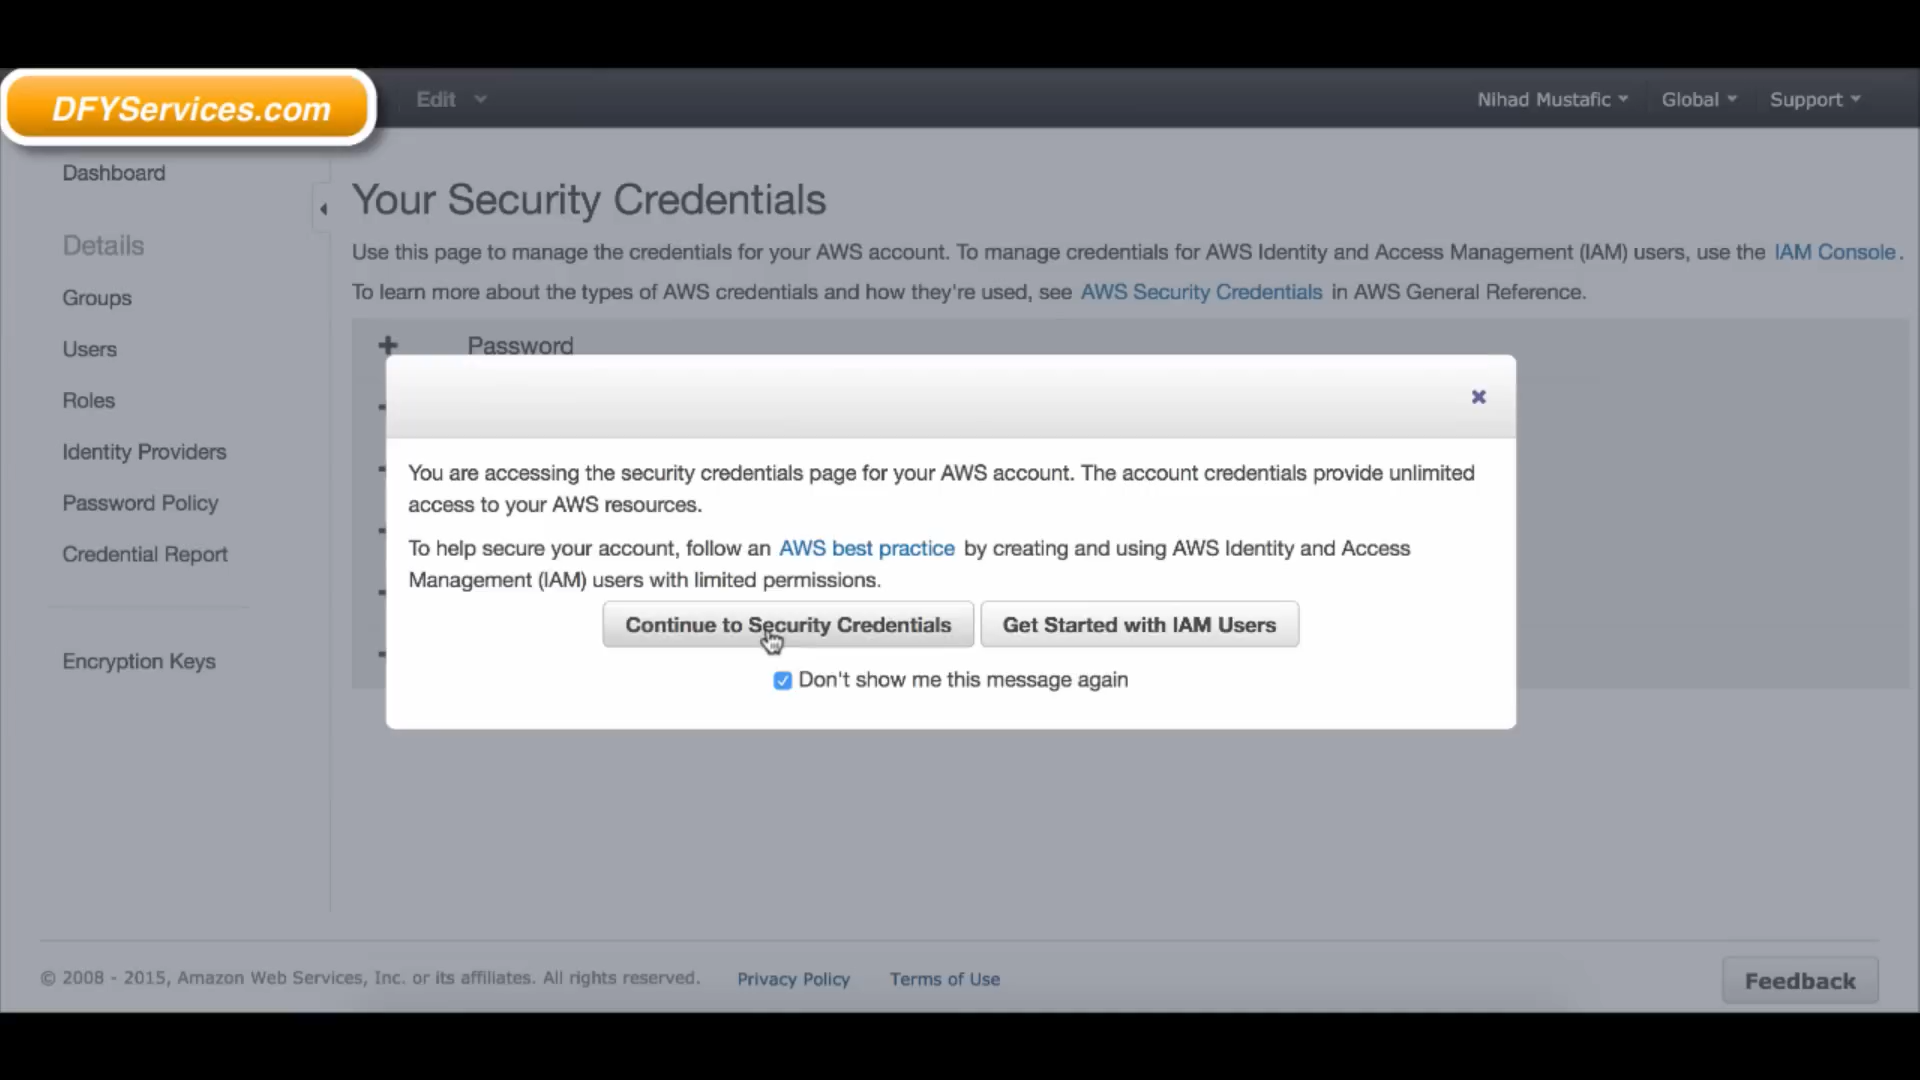 DFYServices.com
Edit
Nihad Mustafic
Global
Support
Dashboard
Details
Groups
Users
Roles
Identity Providers
Password Policy
Credential Report
Encryption Keys
Your Security Credentials
Use this page to manage the credentials for your AWS account. To manage credentials for AWS Identity and Access Management (IAM) users, use the IAM Console.
To learn more about the types of AWS credentials and how they're used, see AWS Security Credentials in AWS General Reference.
Password
You are accessing the security credentials page for your AWS account. The account credentials provide unlimited
access to your AWS resources.
To help secure your account, follow an AWS best practice by creating and using AWS Identity and Access
Management (IAM) users with limited permissions.
Continue to Security Credentials
Get Started with IAM Users
Don't show me this message again
© 2008 - 2015, Amazon Web Services, Inc. or its affiliates. All rights reserved.
Privacy Policy
Terms of Use
Feedback